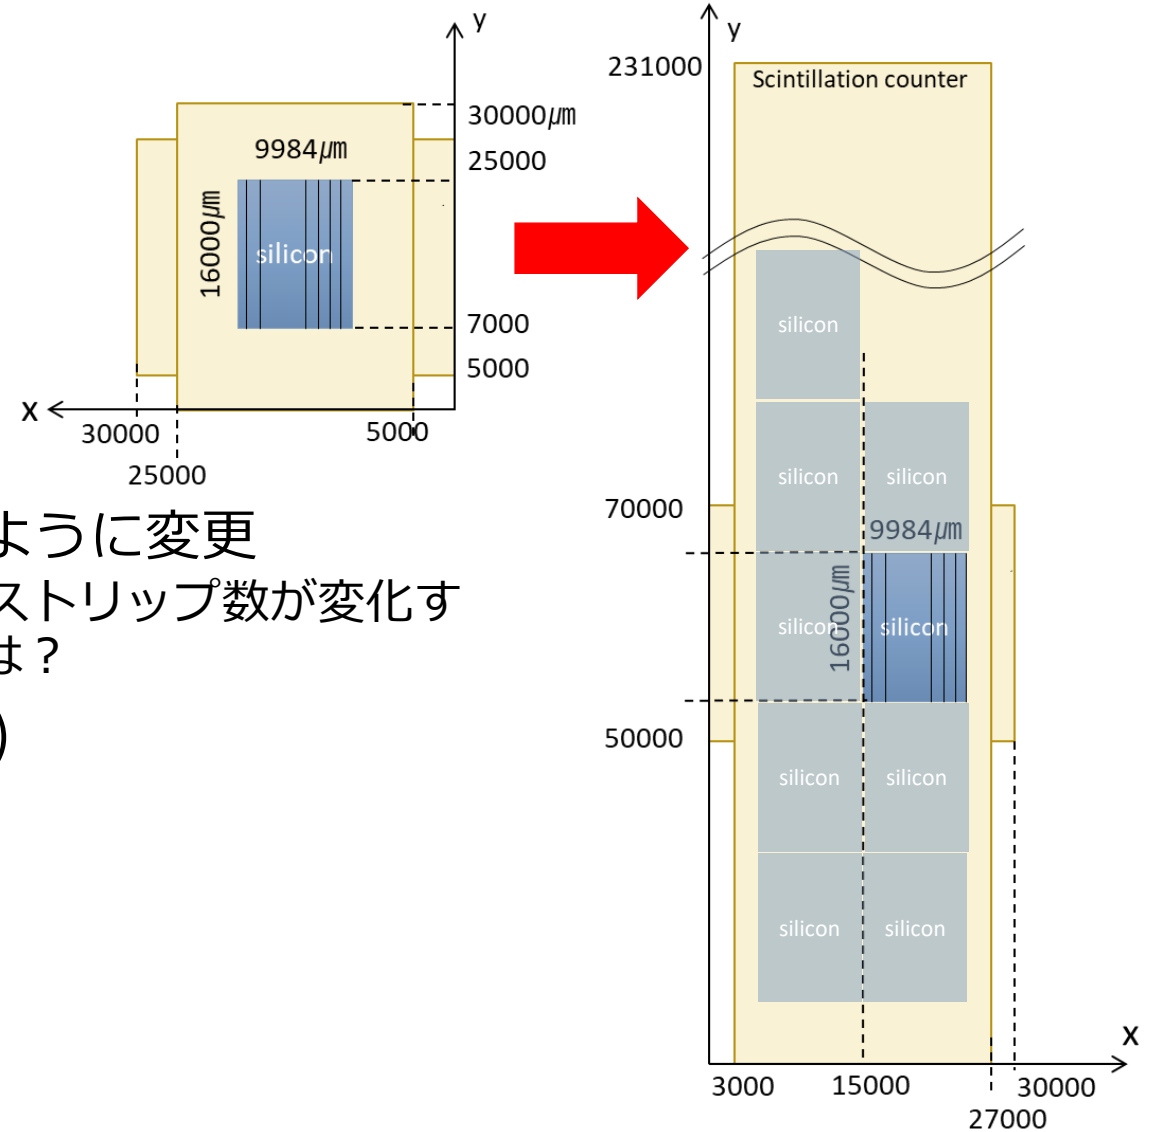 y
30000μm
9984μm
25000
16000μm
silicon
7000
5000
x
30000
5000
25000
ように変更
ストリップ数が変化す
は？
)
y
231000
Scintillation counter
silicon
silicon
silicon
70000
9984μm
silicon
16000μm
silicon
50000
silicon
silicon
silicon
silicon
x
3000
15000
30000
27000